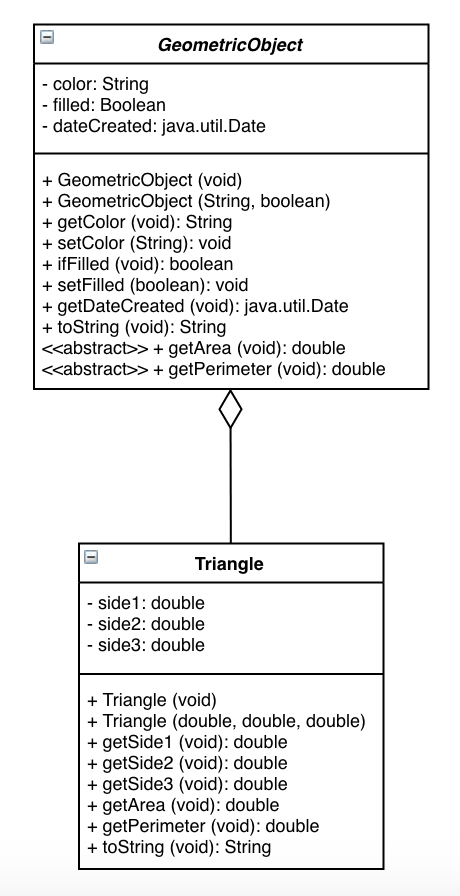 GeometricObject
- color: String
- filled: Boolean
- dateCreated: java.util.Date
+ GeometricObject (void)
+ GeometricObject (String, boolean)
+ getColor (void): String
+ setColor (String): void
+ ifFilled (void): boolean
+ setFilled (boolean): void
+ getDateCreated (void): java.util.Date
+ toString (void): String
<<abstract>> + getArea (void): double
<<abstract>> + getPerimeter (void): double
Triangle
- side1: double
- side2: double
- side3: double
+ Triangle (void)
+ Triangle (double, double, double)
+ getSide1 (void): double
+ getSide2 (void): double
+ getSide3 (void): double
+ getArea (void): double
+ getPerimeter (void): double
+ toString (void): String